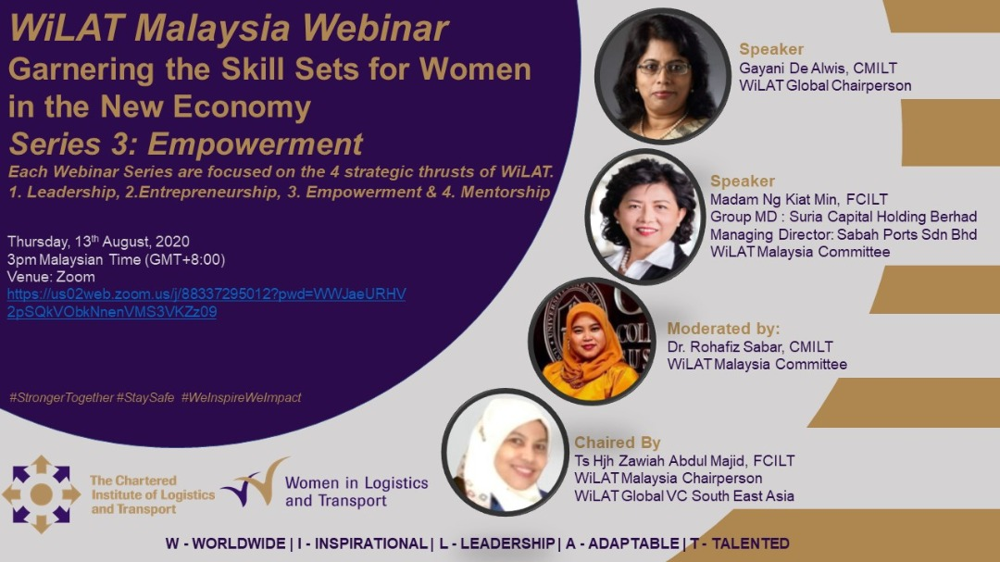 WiLAT Malaysia Webinar
Garnering the Skill Sets for Women
in the New Economy
Series 3: Empowerment
Each Webinar Series are focused on the 4 strategic thrusts of WiLAT.
1. Leadership, 2.Entrepreneurship, 3. Empowerment & 4. Mentorship
Thursday, 13th August, 2020
3pm Malaysian Time (GMT+8:00)
Venue: Zoom
https://us02web.zoom.us/j/88337295012?pwd=WWJaeURHV
2pSQkVObkNnenVMS3VKZz09
#StrongerTogether #StaySafe #WeInspireWeImpact
Speaker
Gayani De Alwis, CMILT
WiLAT Global Chairperson
Speaker
Madam Ng Kiat Min, FCILT
Group MD : Suria Capital Holding Berhad
Managing Director: Sabah Ports Sdn Bhd
WiLAT Malaysia Committee
Moderated by:
Dr. Rohafiz Sabar, CMILT
WiLAT Malaysia Committee
Chaired By
Ts Hjh Zawiah Abdul Majid, FCILT
WiLAT Malaysia Chairperson
WiLAT Global VC South East Asia
The Chartered
Institute of Logistics
and Transport
Women in Logistics
and Transport
W - WORLDWIDE | I - INSPIRATIONAL | L - LEADERSHIP | A - ADAPTABLE | T - TALENTED